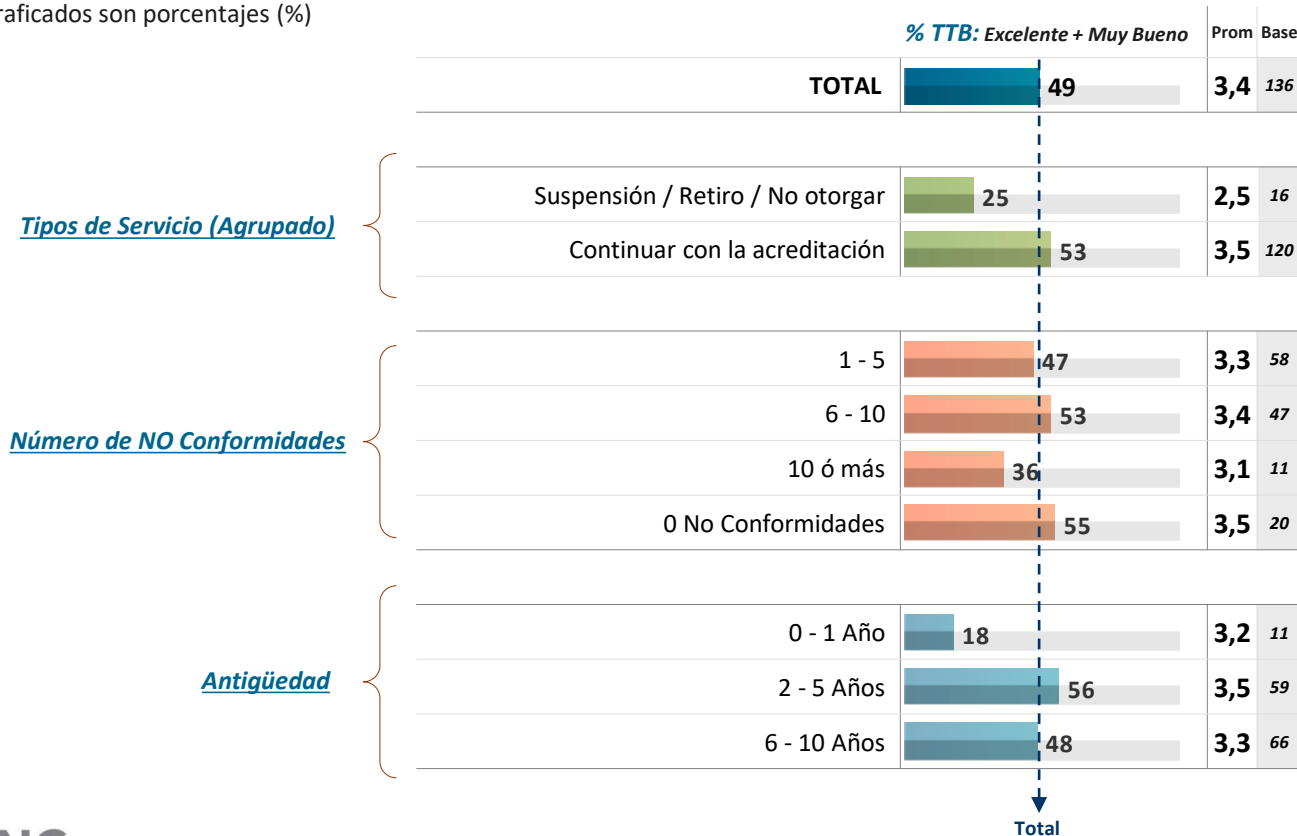 raficados son porcentajes (%)
% TTB: Excelente + Muy Bueno Prom Base
TOTAL 49 3,4 136
Tipos de Servicio (Agrupado)
Suspensión / Retiro / No otorgar 25 2,5 16
Continuar con la acreditación 53 3,5 120
Número de NO Conformidades
1 - 5 47 3,3 58
6 - 10 53 3,4 47
10 ó más 36 3,1 11
0 No Conformidades 55 3,5 20
Antigüedad
0 - 1 Año 18 3,2 11
2 - 5 Años 56 3,5 59
6 - 10 Años 48 3,3 66
Total